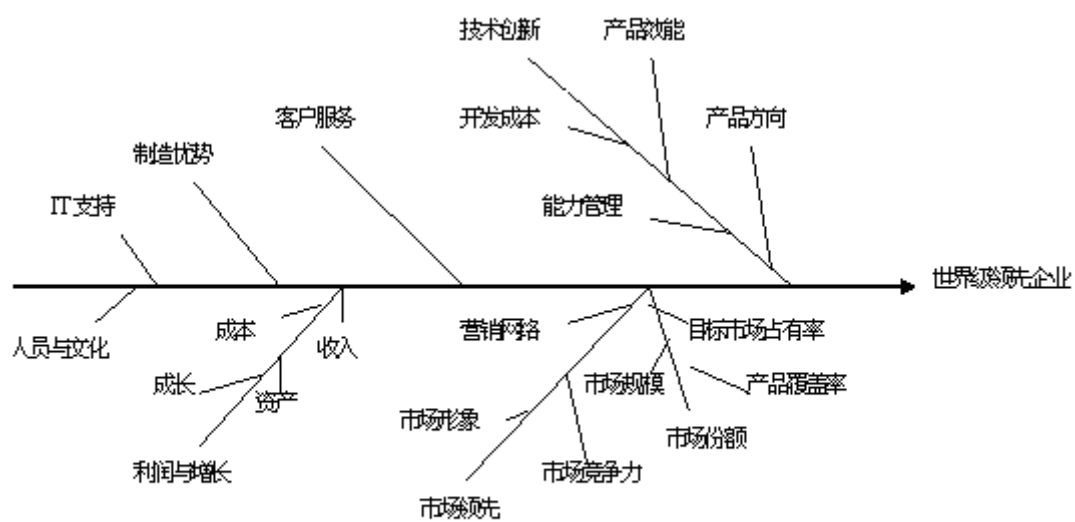 技术创新
产品效能
客户服务
开发成本
产品方向
制造优势
IT支持
能力管理
世界级领先企业
人员与文化
成本
收入
营销网络
目标市场占有率
成长
资产
市场规模
产品覆盖率
市场形象
市场份额
利润与增长
市场竞争力
市场领先